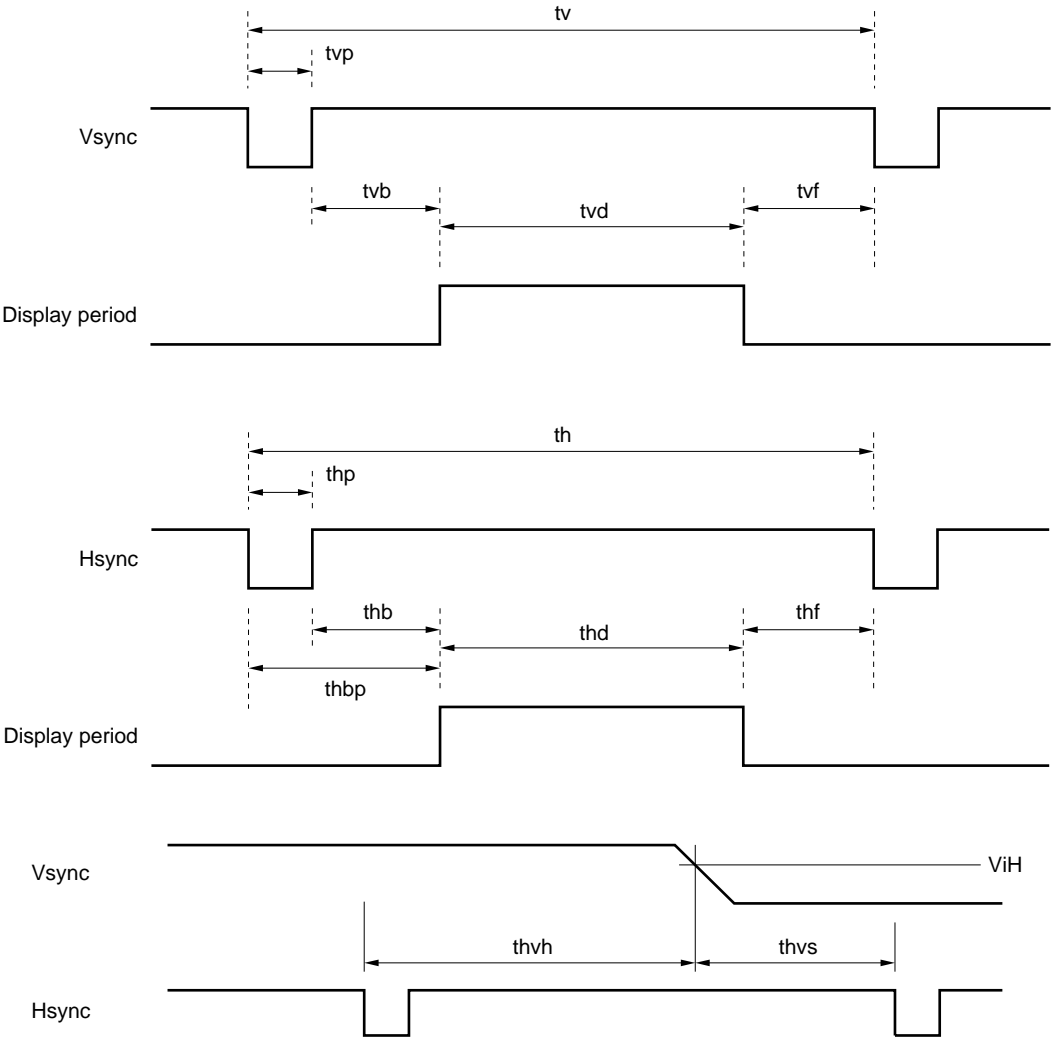 tv
tvp
Vsync
tvb
tvd
tvf
Display period
th
thp
Hsync
thb
thd
thf
thbp
Display period
Vsync
ViH
thvh
thvs
Hsync